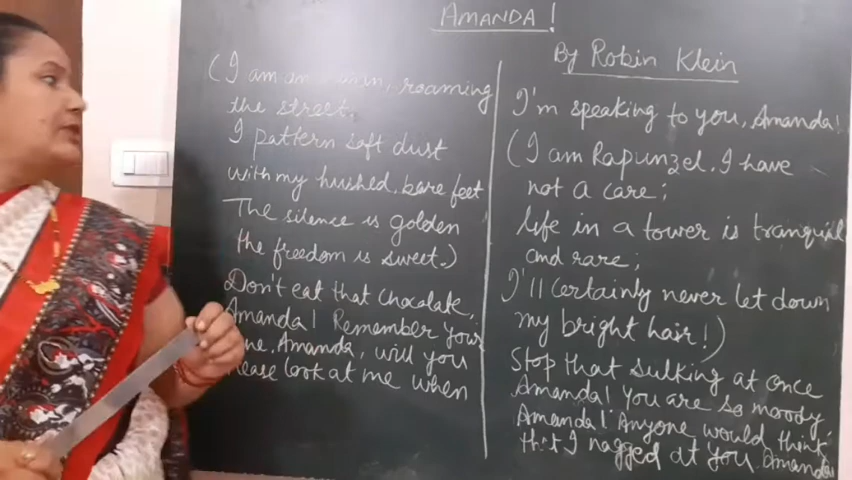 AMANDA!
By Robin Klein
(I am an roaming
the street.
I pattern soft dust
with my hushed, bare feet
The silence is golden
the freedom is sweet.)
Don't eat that chocolate,
Amanda! Remember your
Amanda, will you
look at me when
I'm speaking to you, Amanda!
(I am Rapunzel. I have
not a care;
life in a tower is tranquil
and rare;
I'll certainly never let down
my bright hair!)
Stop that sulking at once
Amanda! You are so moody,
Amanda! Anyone would think
that I nagged at you, Amanda